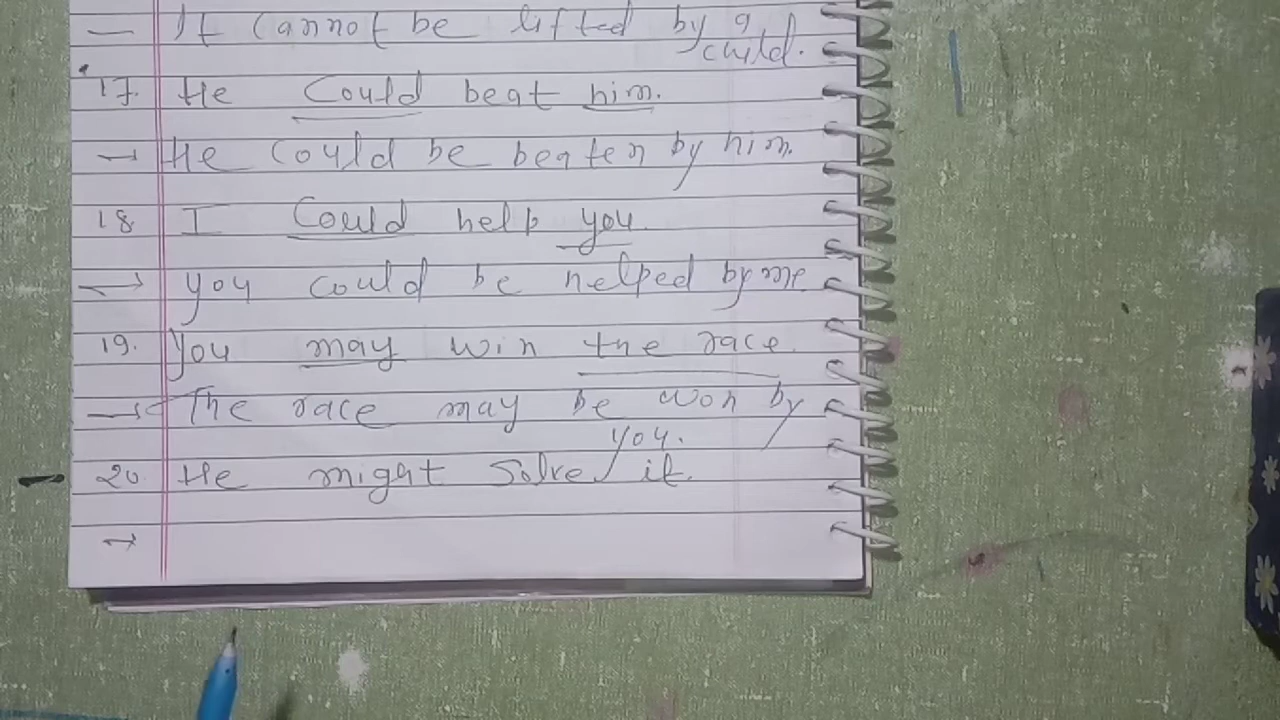 — It cannot be lifted by a
child.
17. He could beat him.
→ He could be beaten by him.
18 I could help you.
→ you could be helped by me.
19. You may win the race.
→ The race may be won by
you.
20. He might solve it.
→